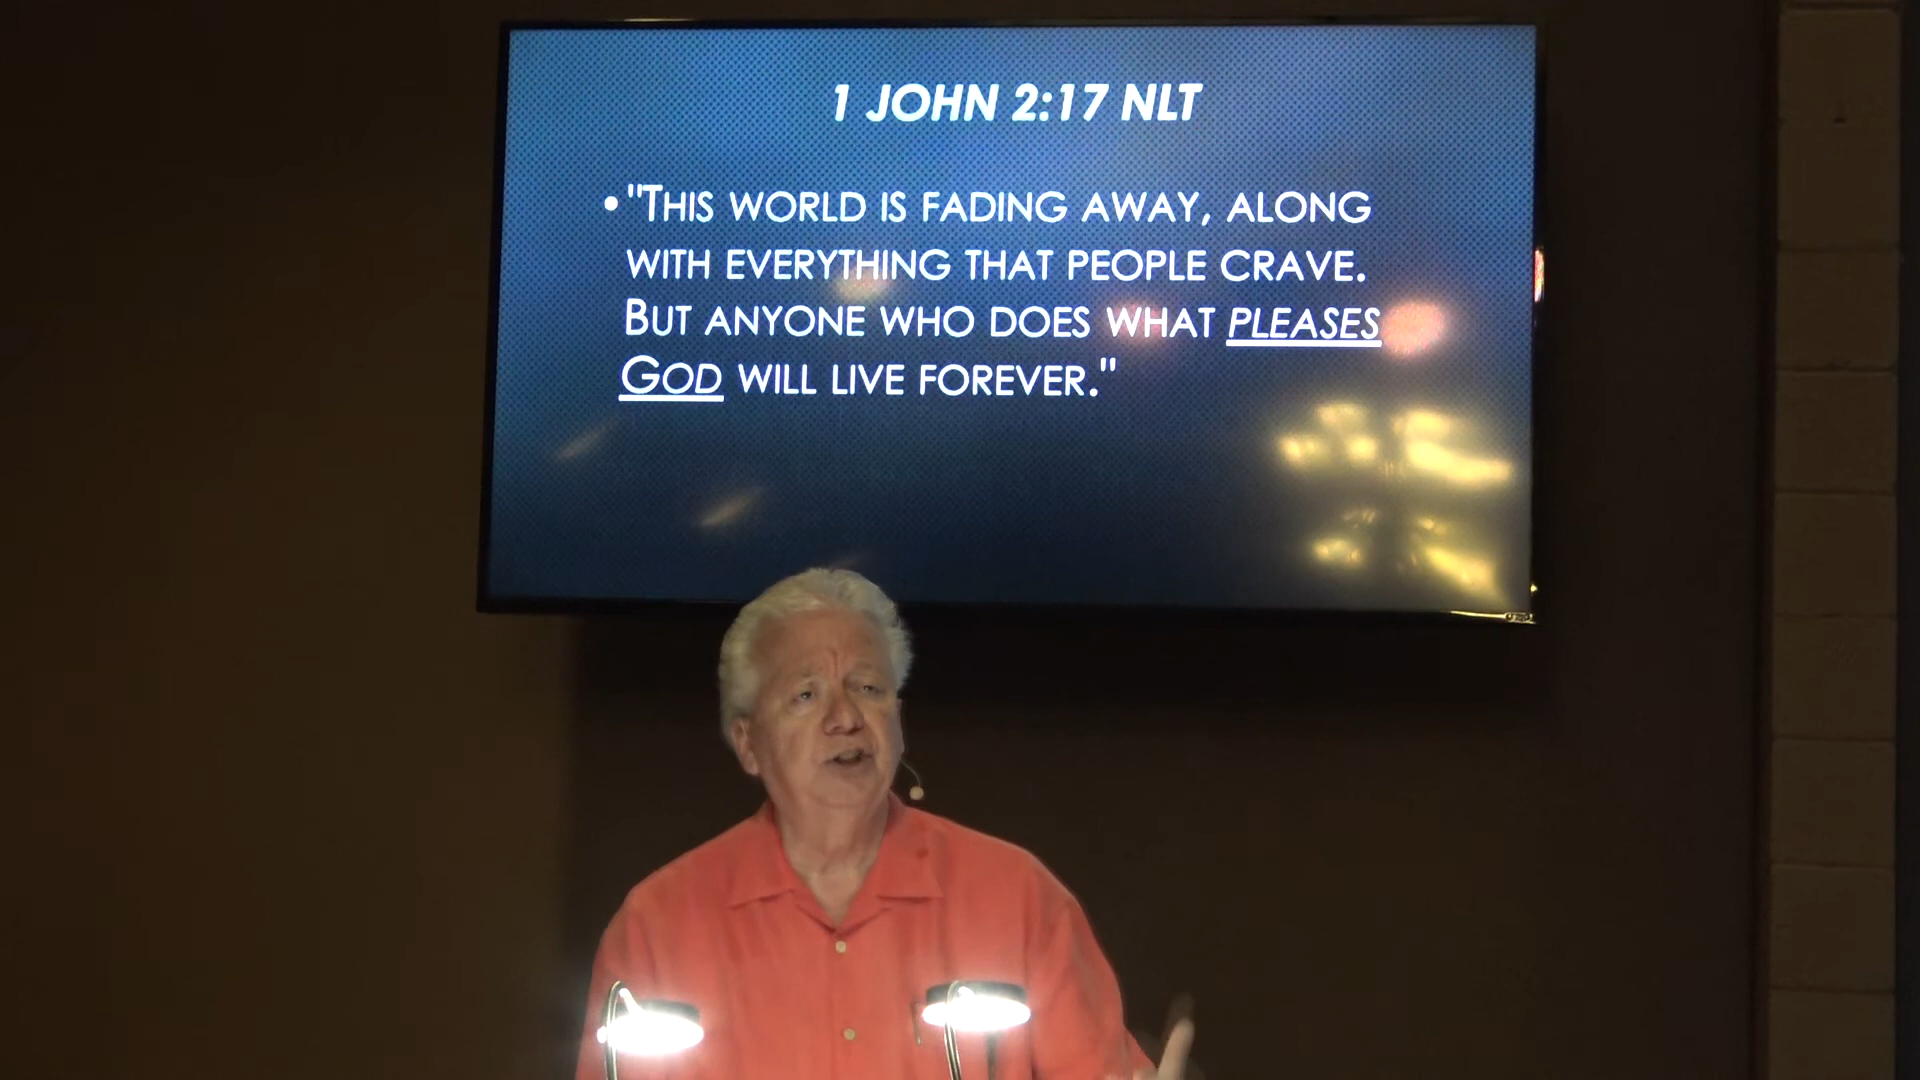 1 JOHN 2:17 NLT
• "THIS WORLD IS FADING AWAY, ALONG
WITH EVERYTHING THAT PEOPLE CRAVE.
BUT ANYONE WHO DOES WHAT PLEASES
GOD WILL LIVE FOREVER."